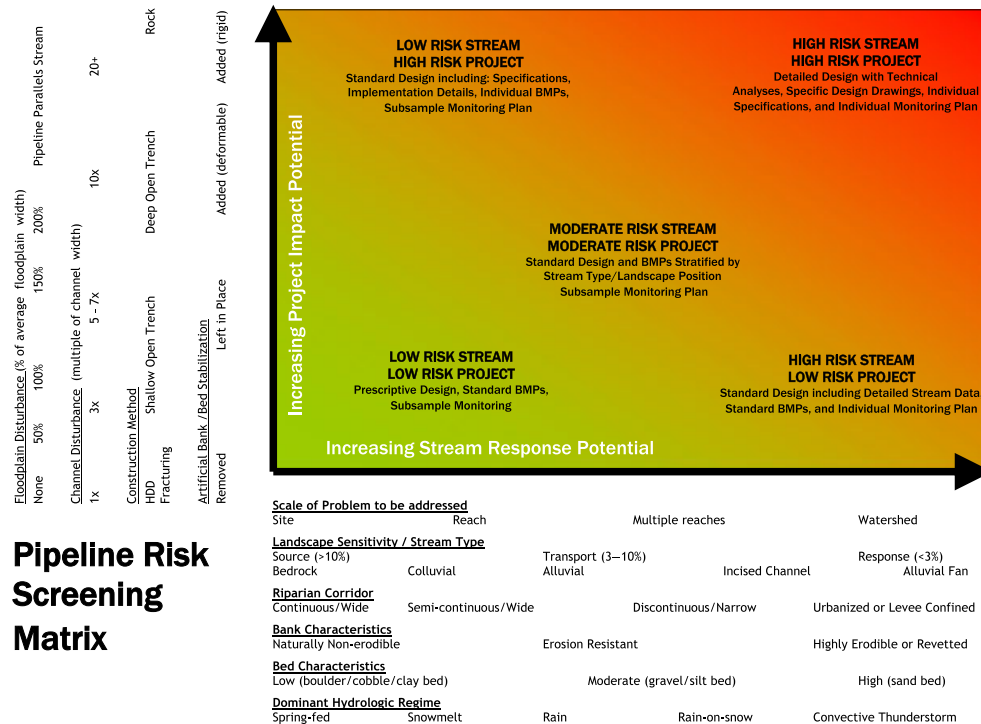 Floodplain Disturbance (% of average floodplain width)
None 50% 100% 150% 200% Pipeline Parallels Stream
Channel Disturbance (multiple of channel width)
1x 3x 5 - 7x 10x 20+
Construction Method
HDD Shallow Open Trench Deep Open Trench Rock
Fracturing
Artificial Bank /Bed Stabilization
Removed Left in Place Added (deformable) Added (rigid)
Increasing Project Impact Potential
LOW RISK STREAM
HIGH RISK PROJECT
Standard Design including: Specifications,
Implementation Details, Individual BMPs,
Subsample Monitoring Plan
HIGH RISK STREAM
HIGH RISK PROJECT
Detailed Design with Technical
Analyses, Specific Design Drawings, Individual
Specifications, and Individual Monitoring Plan
MODERATE RISK STREAM
MODERATE RISK PROJECT
Standard Design and BMPs Stratified by
Stream Type/Landscape Position
Subsample Monitoring Plan
LOW RISK STREAM
LOW RISK PROJECT
Prescriptive Design, Standard BMPs,
Subsample Monitoring
HIGH RISK STREAM
LOW RISK PROJECT
Standard Design including Detailed Stream Data,
Standard BMPs, and Individual Monitoring Plan
Increasing Stream Response Potential
Pipeline Risk
Screening
Matrix
Scale of Problem to be addressed
Site Reach Multiple reaches Watershed
Landscape Sensitivity / Stream Type
Source (>10%) Transport (3—10%) Response (<3%)
Bedrock Colluvial Alluvial Incised Channel Alluvial Fan
Riparian Corridor
Continuous/Wide Semi-continuous/Wide Discontinuous/Narrow Urbanized or Levee Confined
Bank Characteristics
Naturally Non-erodible Erosion Resistant Highly Erodible or Revetted
Bed Characteristics
Low (boulder/cobble/clay bed) Moderate (gravel/silt bed) High (sand bed)
Dominant Hydrologic Regime
Spring-fed Snowmelt Rain Rain-on-snow Convective Thunderstorm